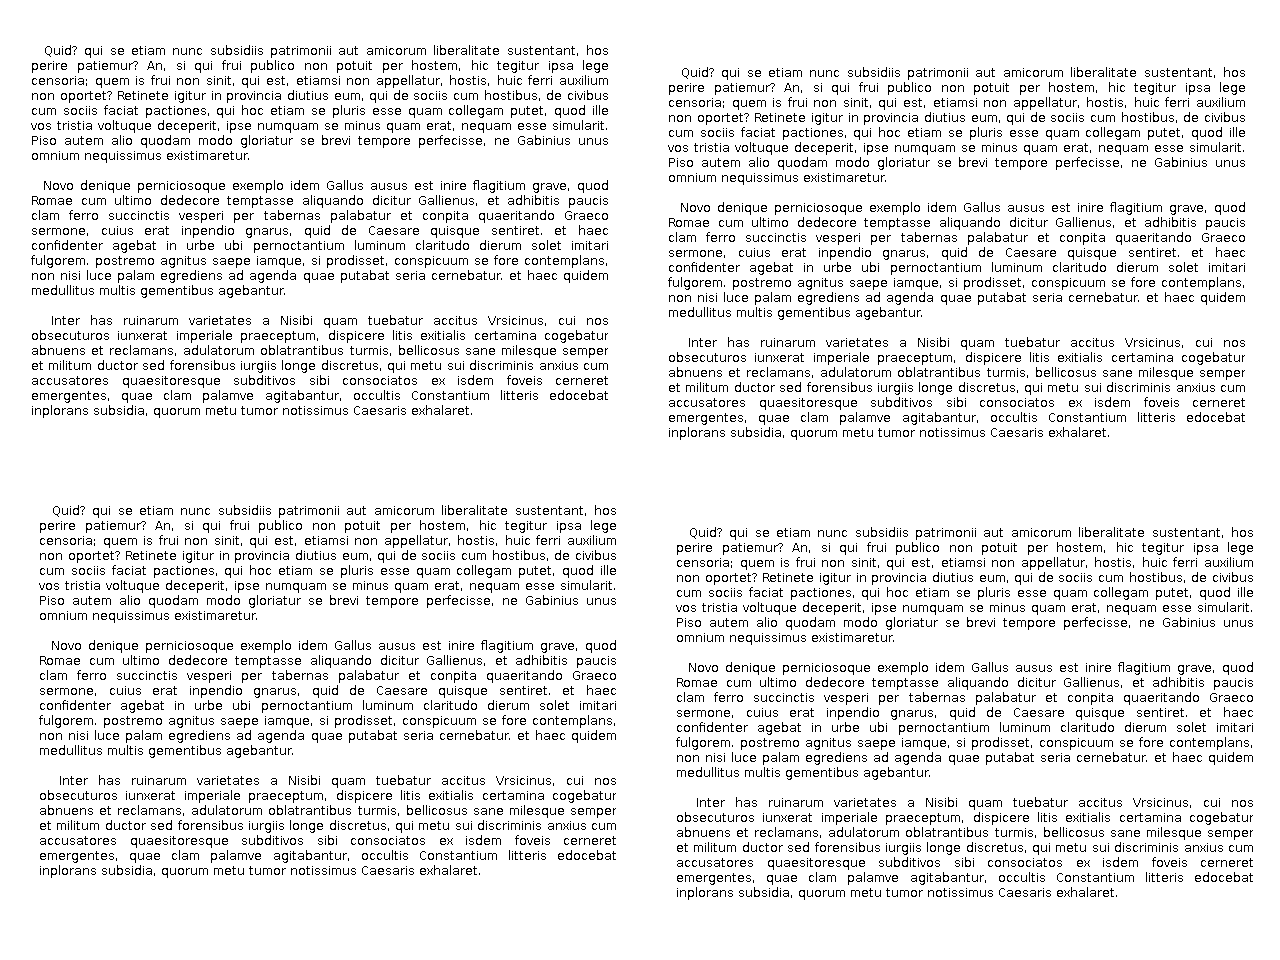 Quid? qui se etiam nunc subsidiis patrimonii aut amicorum liberalitate sustentant, hos
perire patiemur? An, si qui frui publico non potuit per hostem, hic tegitur ipsa lege
censoria; quem is frui non sinit, qui est, etiamsi non appellatur, hostis, huic ferri auxilium
non oportet? Retinete igitur in provincia diutius eum, qui de sociis cum hostibus, de civibus
cum sociis faciat pactiones, qui hoc etiam se pluris esse quam collegam putet, quod ille
vos tristia voltuque deceperit, ipse numquam se minus quam erat, nequam esse simularit.
Piso autem alio quodam modo gloriatur se brevi tempore perfecisse, ne Gabinius unus
omnium nequissimus existimaretur.

Novo denique perniciosoque exemplo idem Gallus ausus est inire flagitium grave, quod
Romae cum ultimo dedecore temptasse aliquando dicitur Gallienus, et adhibitis paucis
clam ferro succinctis vesperi per tabernas palabatur et conpita quaeritando Graeco
sermone, cuius erat inpendio gnarus, quid de Caesare quisque sentiret. et haec
confidenter agebat in urbe ubi pernoctantium luminum claritudo dierum solet imitari
fulgorem. postremo agnitus saepe iamque, si prodisset, conspicuum se fore contemplans,
non nisi luce palam egrediens ad agenda quae putabat seria cernebatur. et haec quidem
medullitus multis gementibus agebantur.

Inter has ruinarum varietates a Nisibi quam tuebatur accitus Vrsicinus, cui nos
obsecuturos iunxerat imperiale praeceptum, dispicere litis exitialis certamina cogebatur
abnuens et reclamans, adulatorum oblatrantibus turmis, bellicosus sane milesque semper
et militum ductor sed forensibus iurgiis longe discretus, qui metu sui discriminis anxius cum
accusatores quaesitoresque subditivos sibi consociatos ex isdem foveis cerneret
emergentes, quae clam palamve agitabantur, occultis Constantium litteris edocebat
inplorans subsidia, quorum metu tumor notissimus Caesaris exhalaret.

Quid? qui se etiam nunc subsidiis patrimonii aut amicorum liberalitate sustentant, hos
perire patiemur? An, si qui frui publico non potuit per hostem, hic tegitur ipsa lege
censoria; quem is frui non sinit, qui est, etiamsi non appellatur, hostis, huic ferri auxilium
non oportet? Retinete igitur in provincia diutius eum, qui de sociis cum hostibus, de civibus
cum sociis faciat pactiones, qui hoc etiam se pluris esse quam collegam putet, quod ille
vos tristia voltuque deceperit, ipse numquam se minus quam erat, nequam esse simularit.
Piso autem alio quodam modo gloriatur se brevi tempore perfecisse, ne Gabinius unus
omnium nequissimus existimaretur.

Novo denique perniciosoque exemplo idem Gallus ausus est inire flagitium grave, quod
Romae cum ultimo dedecore temptasse aliquando dicitur Gallienus, et adhibitis paucis
clam ferro succinctis vesperi per tabernas palabatur et conpita quaeritando Graeco
sermone, cuius erat inpendio gnarus, quid de Caesare quisque sentiret. et haec
confidenter agebat in urbe ubi pernoctantium luminum claritudo dierum solet imitari
fulgorem. postremo agnitus saepe iamque, si prodisset, conspicuum se fore contemplans,
non nisi luce palam egrediens ad agenda quae putabat seria cernebatur. et haec quidem
medullitus multis gementibus agebantur.

Inter has ruinarum varietates a Nisibi quam tuebatur accitus Vrsicinus, cui nos
obsecuturos iunxerat imperiale praeceptum, dispicere litis exitialis certamina cogebatur
abnuens et reclamans, adulatorum oblatrantibus turmis, bellicosus sane milesque semper
et militum ductor sed forensibus iurgiis longe discretus, qui metu sui discriminis anxius cum
accusatores quaesitoresque subditivos sibi consociatos ex isdem foveis cerneret
emergentes, quae clam palamve agitabantur, occultis Constantium litteris edocebat
inplorans subsidia, quorum metu tumor notissimus Caesaris exhalaret.

Quid? qui se etiam nunc subsidiis patrimonii aut amicorum liberalitate sustentant, hos
perire patiemur? An, si qui frui publico non potuit per hostem, hic tegitur ipsa lege
censoria; quem is frui non sinit, qui est, etiamsi non appellatur, hostis, huic ferri auxilium
non oportet? Retinete igitur in provincia diutius eum, qui de sociis cum hostibus, de civibus
cum sociis faciat pactiones, qui hoc etiam se pluris esse quam collegam putet, quod ille
vos tristia voltuque deceperit, ipse numquam se minus quam erat, nequam esse simularit.
Piso autem alio quodam modo gloriatur se brevi tempore perfecisse, ne Gabinius unus
omnium nequissimus existimaretur.

Novo denique perniciosoque exemplo idem Gallus ausus est inire flagitium grave, quod
Romae cum ultimo dedecore temptasse aliquando dicitur Gallienus, et adhibitis paucis
clam ferro succinctis vesperi per tabernas palabatur et conpita quaeritando Graeco
sermone, cuius erat inpendio gnarus, quid de Caesare quisque sentiret. et haec
confidenter agebat in urbe ubi pernoctantium luminum claritudo dierum solet imitari
fulgorem. postremo agnitus saepe iamque, si prodisset, conspicuum se fore contemplans,
non nisi luce palam egrediens ad agenda quae putabat seria cernebatur. et haec quidem
medullitus multis gementibus agebantur.

Inter has ruinarum varietates a Nisibi quam tuebatur accitus Vrsicinus, cui nos
obsecuturos iunxerat imperiale praeceptum, dispicere litis exitialis certamina cogebatur
abnuens et reclamans, adulatorum oblatrantibus turmis, bellicosus sane milesque semper
et militum ductor sed forensibus iurgiis longe discretus, qui metu sui discriminis anxius cum
accusatores quaesitoresque subditivos sibi consociatos ex isdem foveis cerneret
emergentes, quae clam palamve agitabantur, occultis Constantium litteris edocebat
inplorans subsidia, quorum metu tumor notissimus Caesaris exhalaret.

Quid? qui se etiam nunc subsidiis patrimonii aut amicorum liberalitate sustentant, hos
perire patiemur? An, si qui frui publico non potuit per hostem, hic tegitur ipsa lege
censoria; quem is frui non sinit, qui est, etiamsi non appellatur, hostis, huic ferri auxilium
non oportet? Retinete igitur in provincia diutius eum, qui de sociis cum hostibus, de civibus
cum sociis faciat pactiones, qui hoc etiam se pluris esse quam collegam putet, quod ille
vos tristia voltuque deceperit, ipse numquam se minus quam erat, nequam esse simularit.
Piso autem alio quodam modo gloriatur se brevi tempore perfecisse, ne Gabinius unus
omnium nequissimus existimaretur.

Novo denique perniciosoque exemplo idem Gallus ausus est inire flagitium grave, quod
Romae cum ultimo dedecore temptasse aliquando dicitur Gallienus, et adhibitis paucis
clam ferro succinctis vesperi per tabernas palabatur et conpita quaeritando Graeco
sermone, cuius erat inpendio gnarus, quid de Caesare quisque sentiret. et haec
confidenter agebat in urbe ubi pernoctantium luminum claritudo dierum solet imitari
fulgorem. postremo agnitus saepe iamque, si prodisset, conspicuum se fore contemplans,
non nisi luce palam egrediens ad agenda quae putabat seria cernebatur. et haec quidem
medullitus multis gementibus agebantur.

Inter has ruinarum varietates a Nisibi quam tuebatur accitus Vrsicinus, cui nos
obsecuturos iunxerat imperiale praeceptum, dispicere litis exitialis certamina cogebatur
abnuens et reclamans, adulatorum oblatrantibus turmis, bellicosus sane milesque semper
et militum ductor sed forensibus iurgiis longe discretus, qui metu sui discriminis anxius cum
accusatores quaesitoresque subditivos sibi consociatos ex isdem foveis cerneret
emergentes, quae clam palamve agitabantur, occultis Constantium litteris edocebat
inplorans subsidia, quorum metu tumor notissimus Caesaris exhalaret.